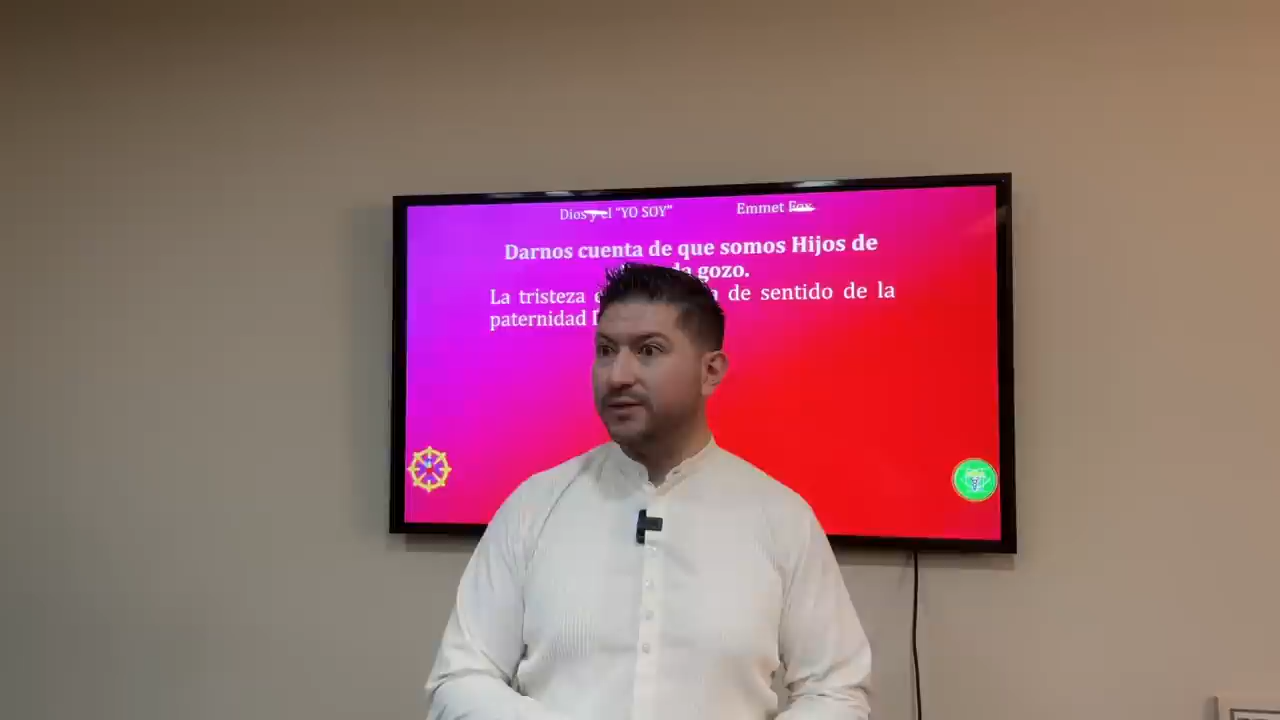 Dios y el “YO SOY” Emmet Fox
Darnos cuenta de que somos Hijos de
gozo.
La tristeza de sentido de la
paternidad